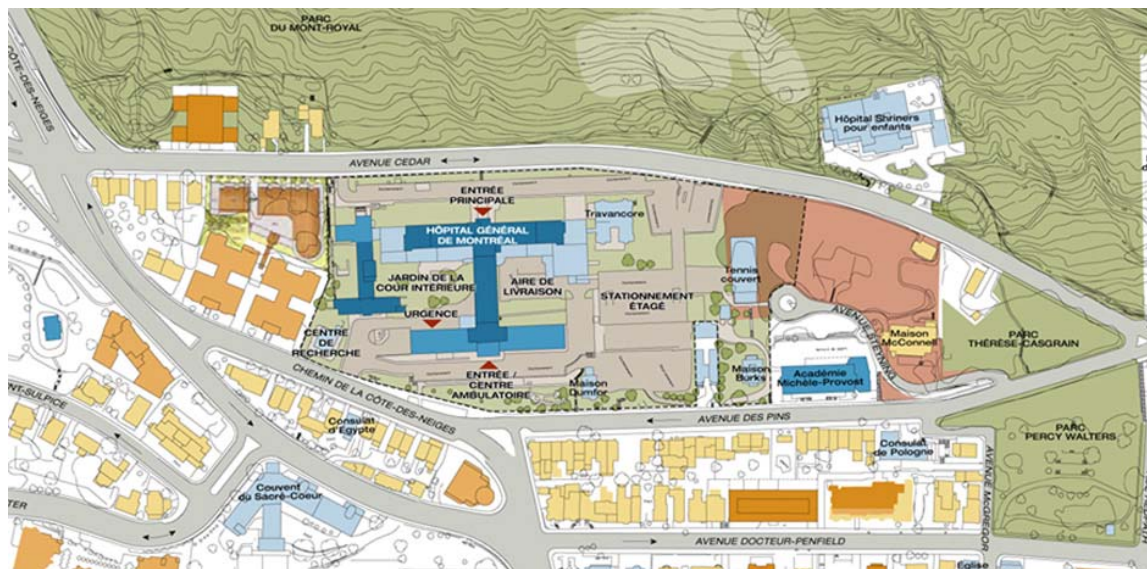 PARC
DU MONT-ROYAL
CÔTE-DES-NEIGES
Hôpital Shriners
pour enfants
AVENUE CEDAR
ENTRÉE
PRINCIPALE
Travancore
HÔPITAL GÉNÉRAL
DE MONTRÉAL
JARDIN DE LA
COUR INTÉRIEURE
AIRE DE
LIVRAISON
Tennis
couvert
STATIONNEMENT
ÉTAGÉ
URGENCE
CENTRE
DE
RECHERCHE
Maison
McConnell
PARC
THÉRÈSE-CASGRAIN
ENTRÉE /
CENTRE
AMBULATOIRE
Maison
Dumfor
Maison
Burks
Académie
Michèle-Provost
CHEMIN DE LA CÔTE-DES-NEIGES
AVENUE DES PINS
Consulat
d'Égypte
Consulat
de Pologne
PARC
PERCY WALTERS
AVENUE MCGREGOR
Couvent
du Sacré-Coeur
AVENUE DOCTEUR-PENFIELD
Église